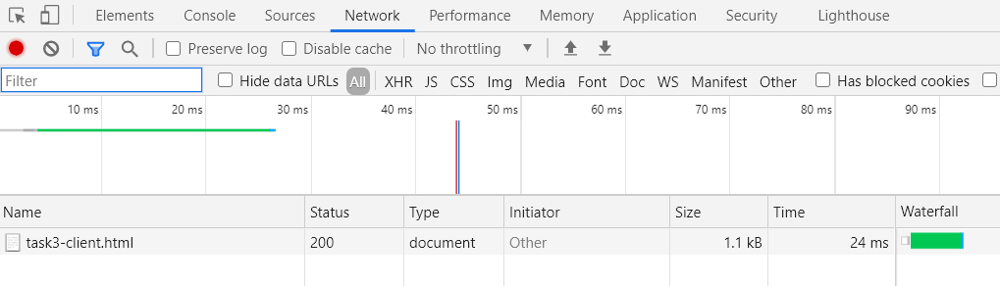 Elements Console Sources Network Performance Memory Application Security Lighthouse
Preserve log Disable cache No throttling
Filter Hide data URLs All XHR JS CSS Img Media Font Doc WS Manifest Other Has blocked cookies
10 ms 20 ms 30 ms 40 ms 50 ms 60 ms 70 ms 80 ms 90 ms
Name Status Type Initiator Size Time Waterfall
task3-client.html 200 document Other 1.1 kB 24 ms